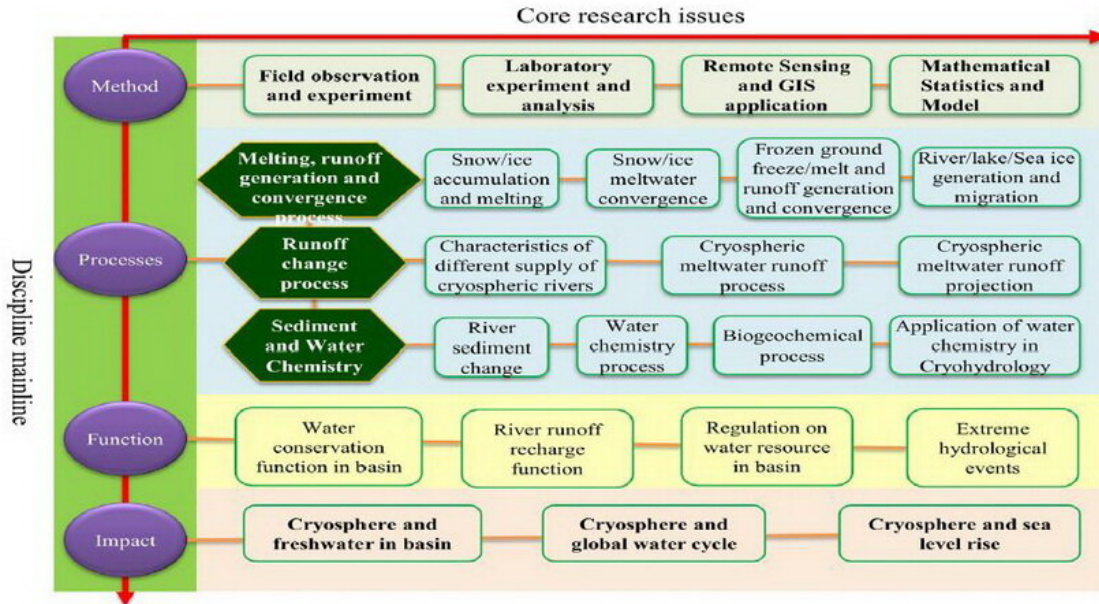 Core research issues
Discipline mainline
Method
Field observation
and experiment
Laboratory
experiment and
analysis
Remote Sensing
and GIS
application
Mathematical
Statistics and
Model
Processes
Melting, runoff
generation and
convergence
process
Snow/ice
accumulation
and melting
Snow/ice
meltwater
convergence
Frozen ground
freeze/melt and
runoff generation
and convergence
River/lake/Sea ice
generation and
migration
Runoff
change
process
Characteristics of
different supply of
cryospheric rivers
Cryospheric
meltwater runoff
process
Cryospheric
meltwater runoff
projection
Sediment
and Water
Chemistry
River
sediment
change
Water
chemistry
process
Biogeochemical
process
Application of water
chemistry in
Cryohydrology
Function
Water
conservation
function in basin
River runoff
recharge
function
Regulation on
water resource
in basin
Extreme
hydrological
events
Impact
Cryosphere and
freshwater in basin
Cryosphere and
global water cycle
Cryosphere and sea
level rise